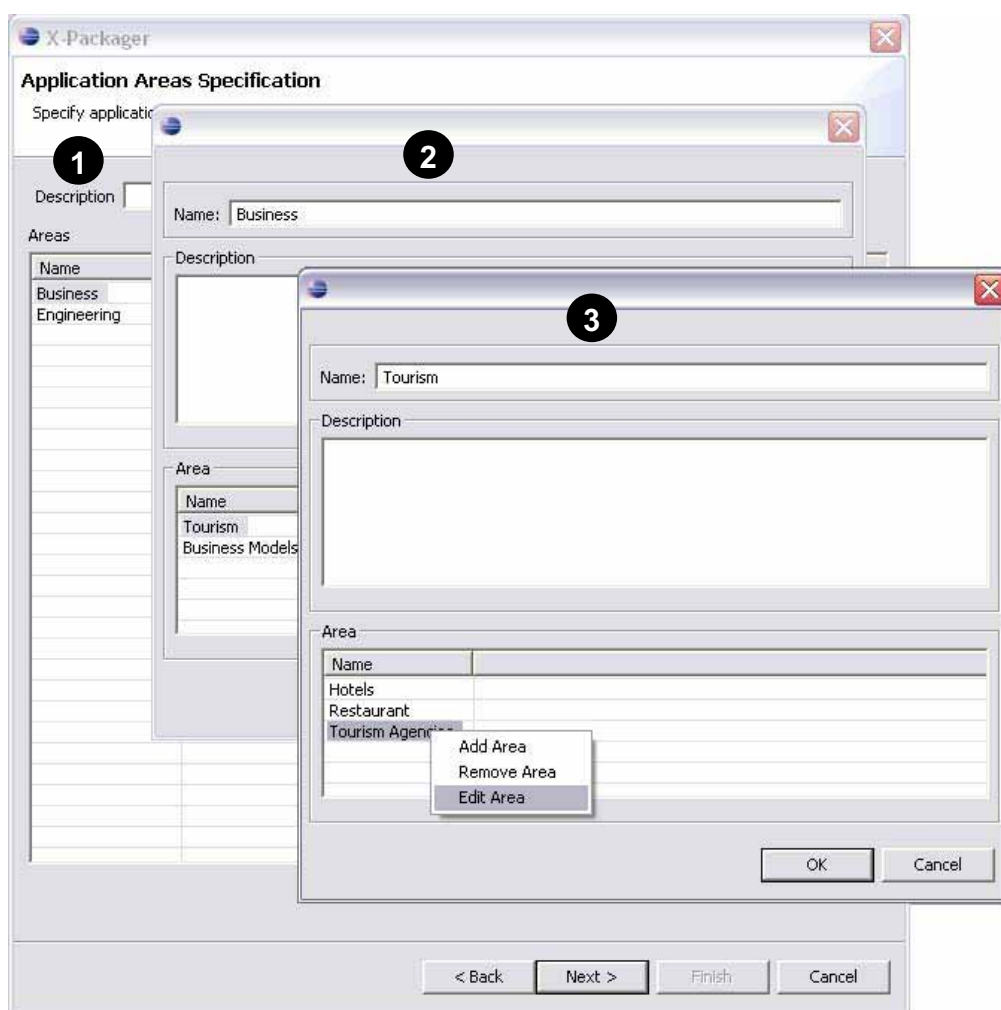 X-Packager
Application Areas Specification
Specify
1
2
Description
Name: Business
Areas
Description
Name
Business
Engineering
3
Name: Tourism
Description
Area
Name
Tourism
Business Models
Area
Name
Hotels
Restaurant
Tourism
Add Area
Remove Area
Edit Area
OK Cancel
< Back Next > Finish Cancel